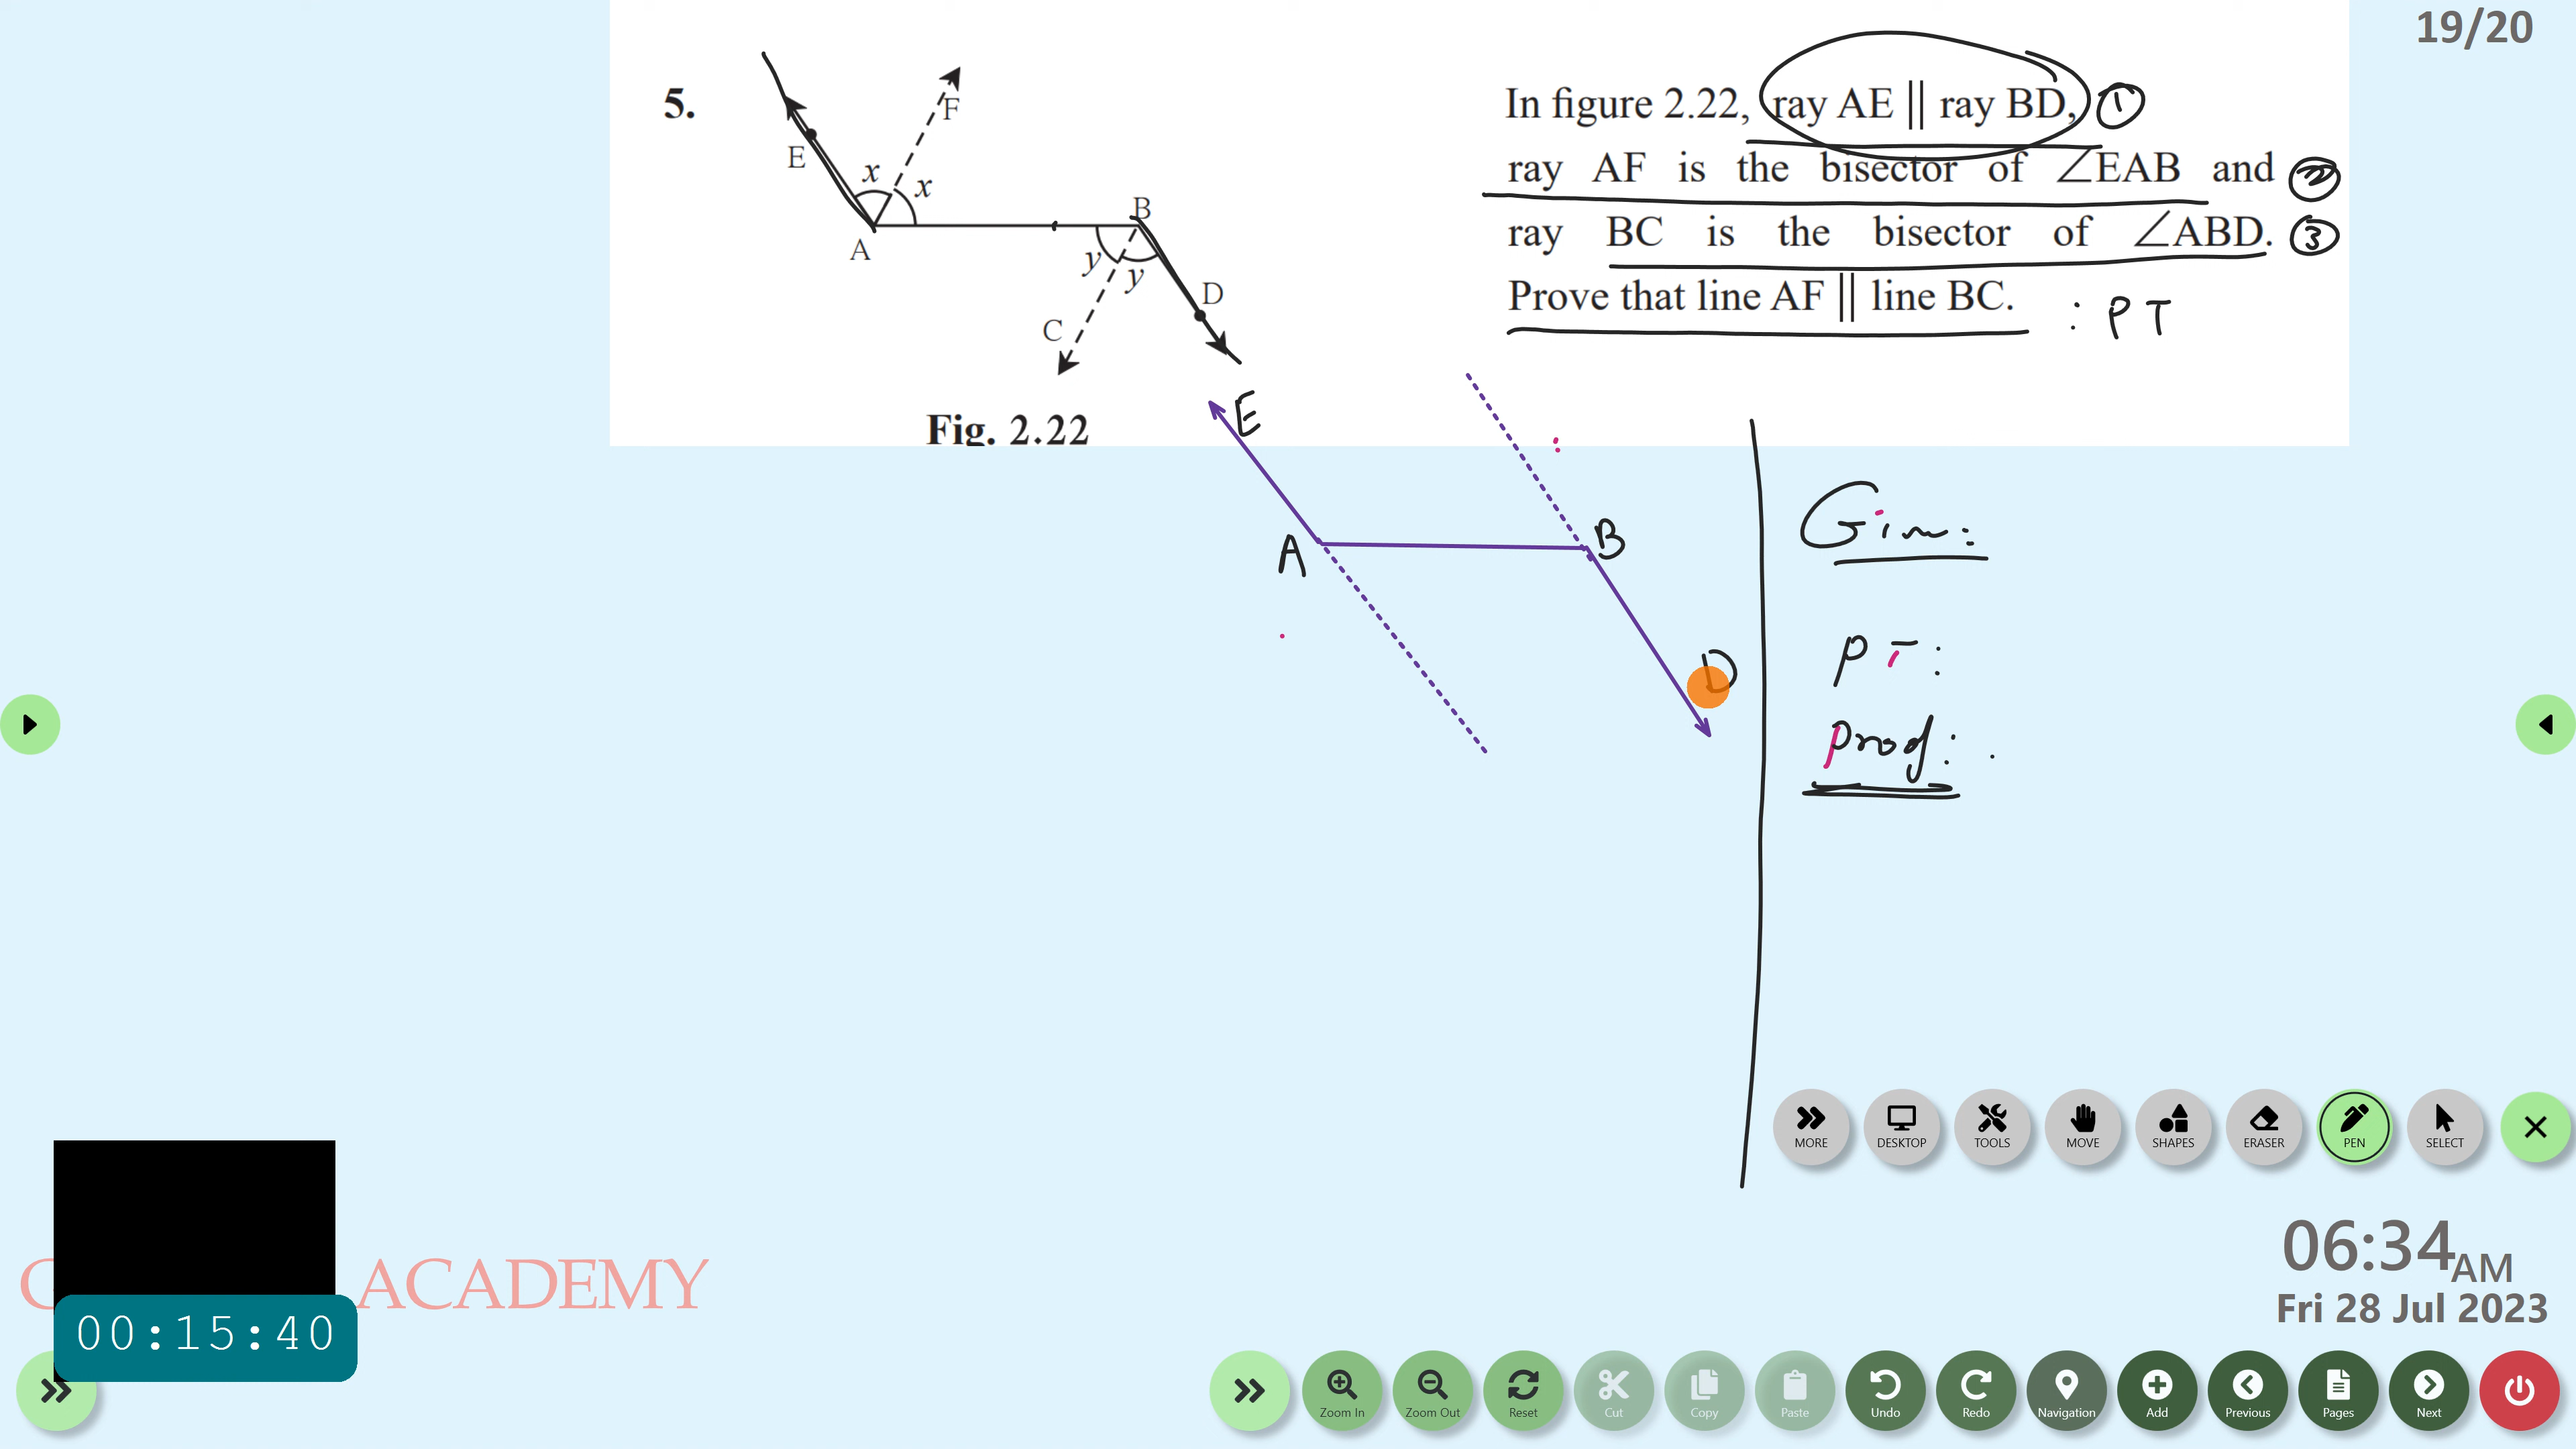 19/20
5.
In figure 2.22, ray AE || ray BD, ①
ray AF is the bisector of ∠EAB and ②
ray BC is the bisector of ∠ABD. ③
Prove that line AF || line BC. : PT
F
E
x
x
A
B
y
y
D
C
Fig. 2.22
E
A
B
D
PT :
Proof :
ACADEMY
00:15:40
MORE
DESKTOP
TOOLS
MOVE
SHAPES
ERASER
PEN
SELECT
06:34 AM
Fri 28 Jul 2023
Zoom In
Zoom Out
Reset
Cut
Copy
Paste
Undo
Redo
Navigation
Add
Previous
Pages
Next